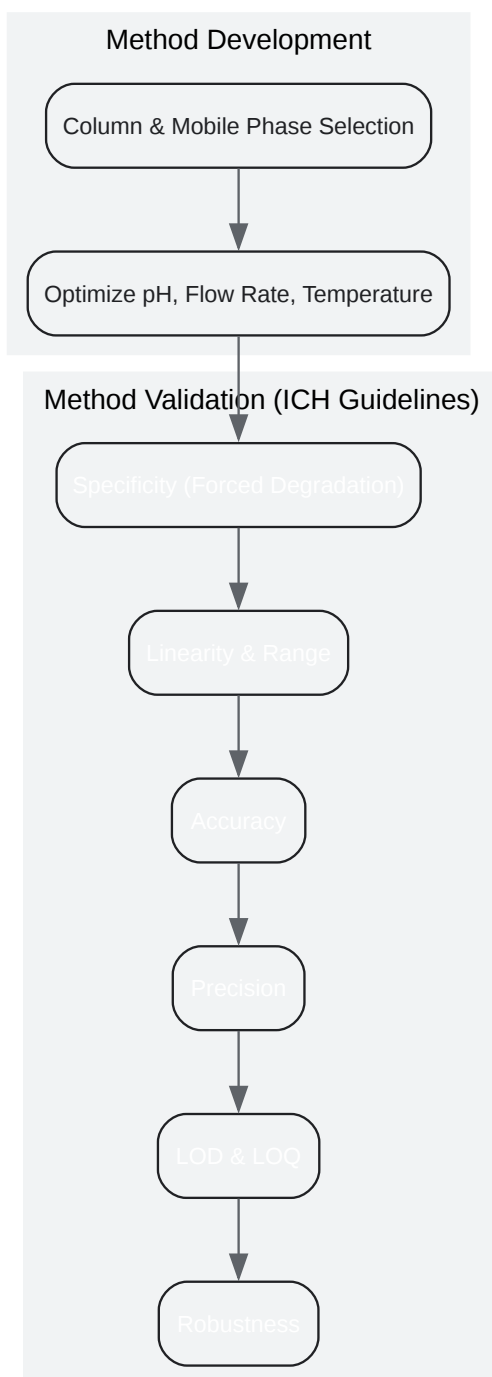 Method Development
Column & Mobile Phase Selection
Optimize pH, Flow Rate, Temperature
Method Validation (ICH Guidelines)
Specificity (Forced Degradation)
Linearity & Range
Accuracy
Precision
LOD & LOQ
Robustness